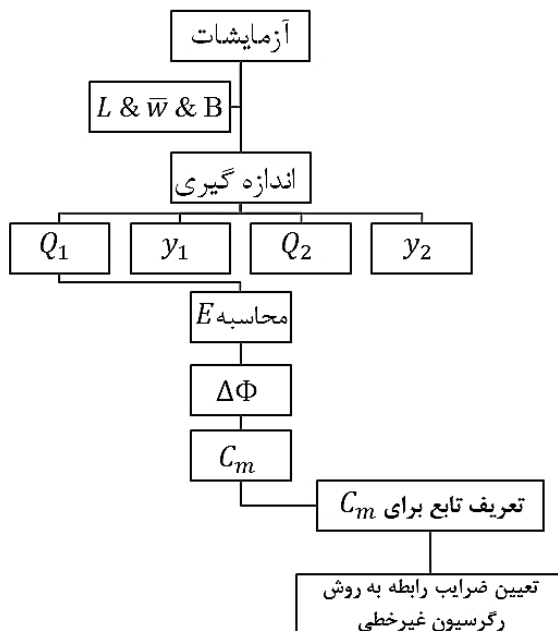 آزمایشات
L & w̅ & B
اندازه گیری
Q₁
y₁
Q₂
y₂
محاسبه E
ΔΦ
Cₘ
تعریف تابع برای Cₘ
تعیین ضرایب رابطه به روش
رگرسیون غیرخطی